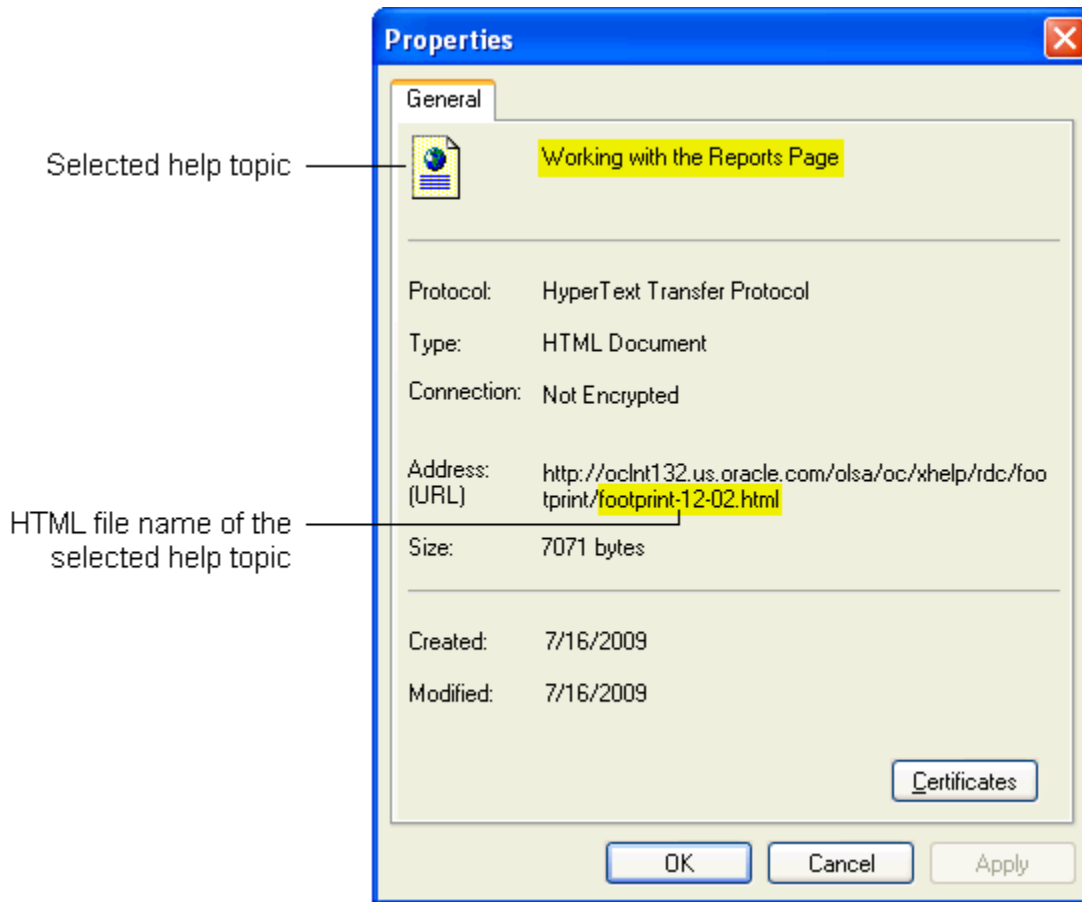 Properties
General
Selected help topic
Working with the Reports Page
Protocol: HyperText Transfer Protocol
Type: HTML Document
Connection: Not Encrypted
Address: http://oclnt132.us.oracle.com/olsa/oc/xhelp/rdc/foo
(URL) tprint/footprint-12-02.html
HTML file name of the
selected help topic
Size: 7071 bytes
Created: 7/16/2009
Modified: 7/16/2009
Certificates
OK Cancel Apply